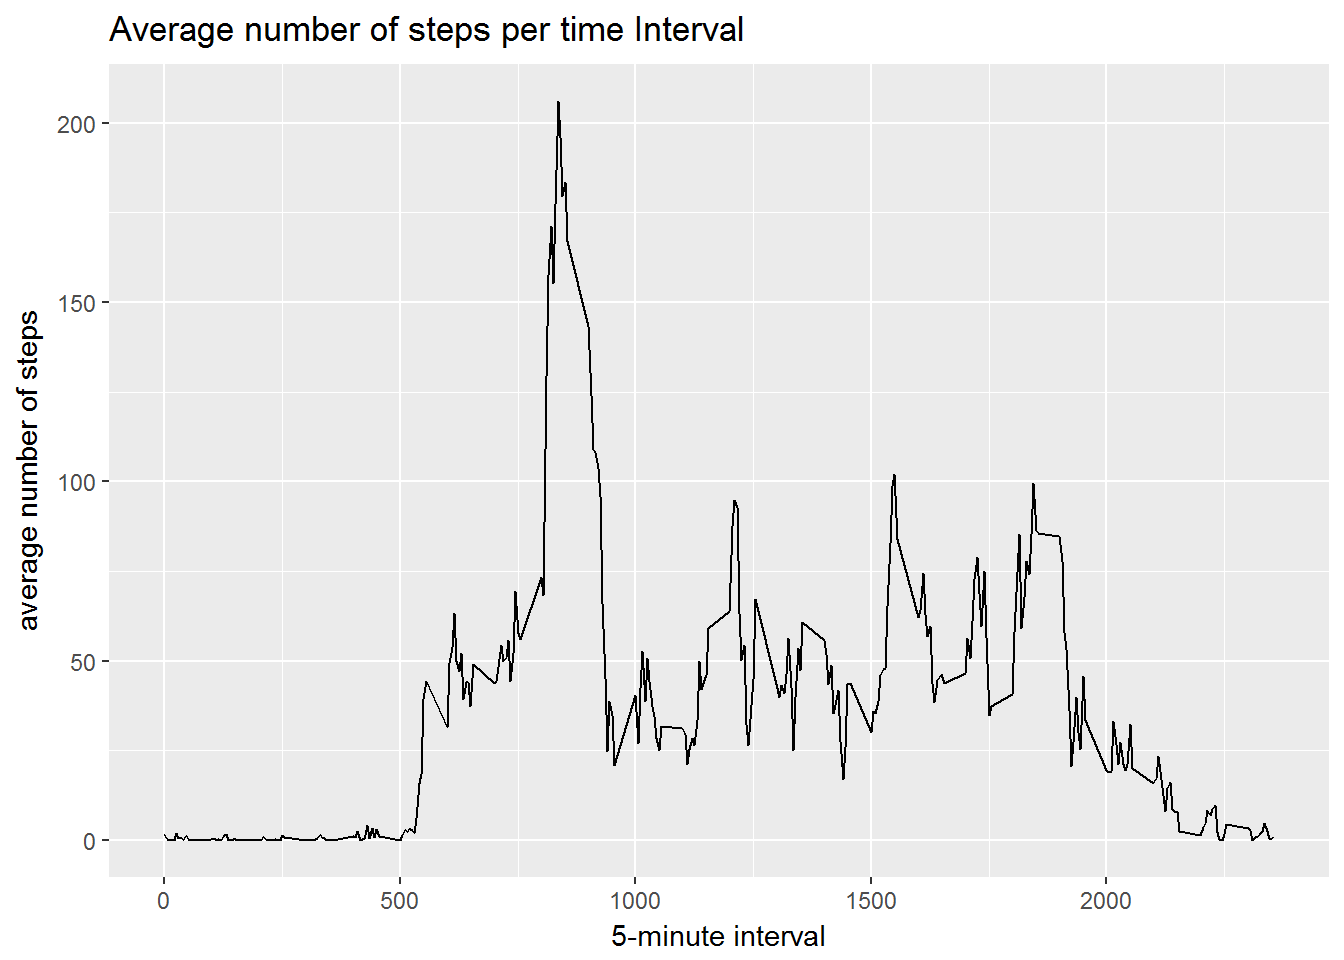 Average number of steps per time Interval
average number of steps
200
150
100
50
0
0 500 1000 1500 2000
5-minute interval